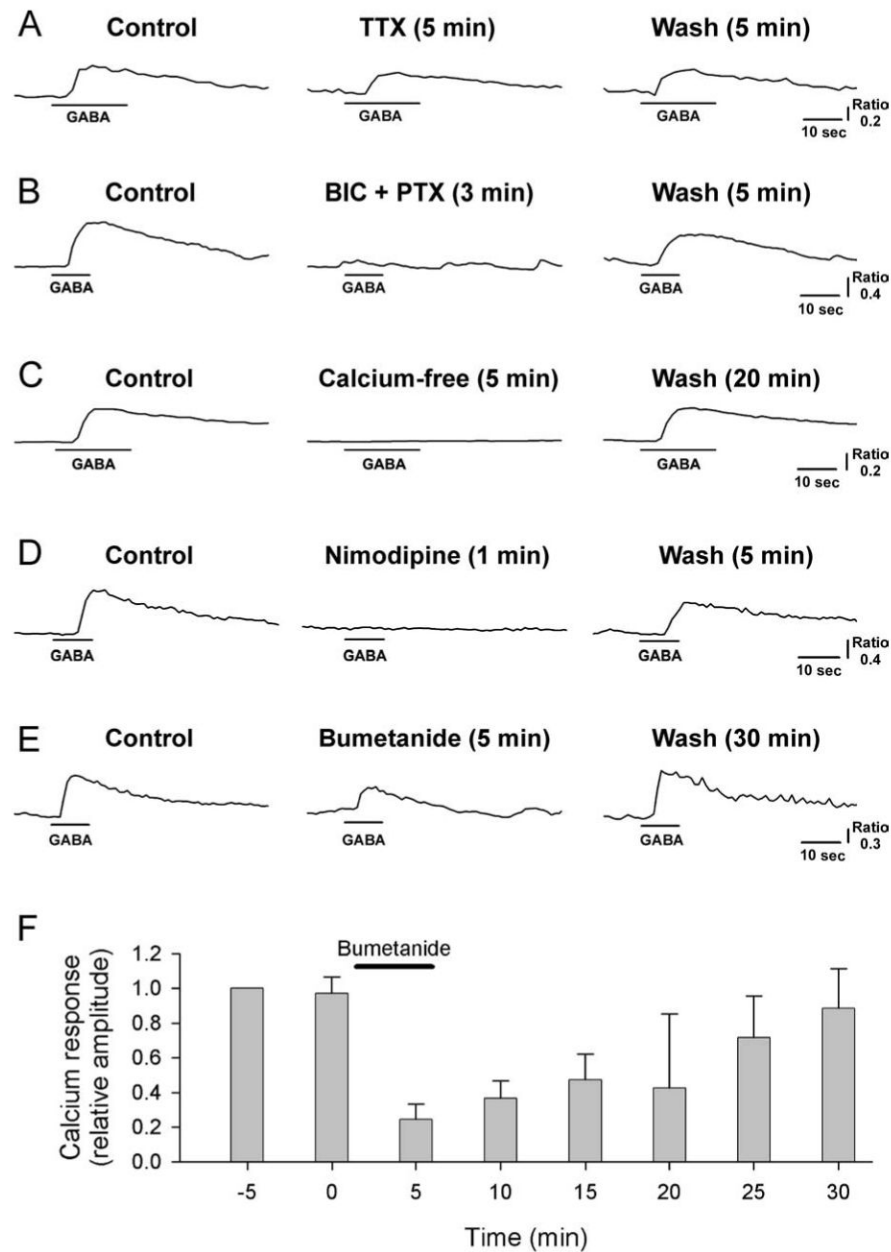 A
Control TTX (5 min) Wash (5 min)
GABA GABA GABA
Ratio
0.2
10 sec
B
Control BIC + PTX (3 min) Wash (5 min)
GABA GABA GABA
Ratio
0.4
10 sec
C
Control Calcium-free (5 min) Wash (20 min)
GABA GABA GABA
Ratio
0.2
10 sec
D
Control Nimodipine (1 min) Wash (5 min)
GABA GABA GABA
Ratio
0.4
10 sec
E
Control Bumetanide (5 min) Wash (30 min)
GABA GABA GABA
Ratio
0.3
10 sec
F
Calcium response
(relative amplitude)
1.2
1.0
0.8
0.6
0.4
0.2
0.0
Bumetanide
-5 0 5 10 15 20 25 30
Time (min)